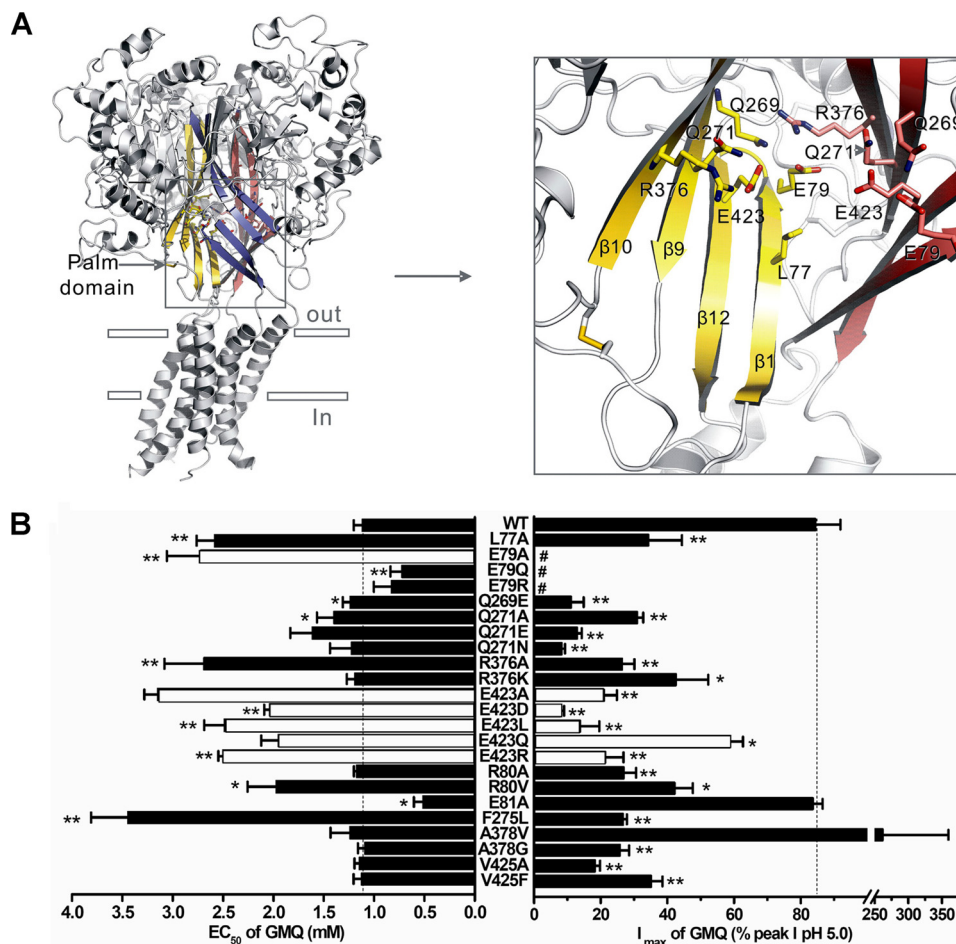 A
Palm
domain
out
In
Q269
R376
Q269
Q271
Q271
R376
E79
E423
E423
E79
L77
β10
β9
β12
β1
B
WT
** L77A **
** E79A #
** E79Q #
E79R #
* Q269E **
* Q271A **
Q271E **
Q271N **
** R376A **
R376K *
E423A **
** E423D **
** E423L **
E423Q *
** E423R **
R80A **
* R80V *
* E81A
** F275L **
A378V
A378G **
V425A **
V425F **
4.0 3.5 3.0 2.5 2.0 1.5 1.0 0.5 0.0 0 20 40 60 80 250 300 350
EC50 of GMQ (mM) Imax of GMQ (% peak I pH 5.0)